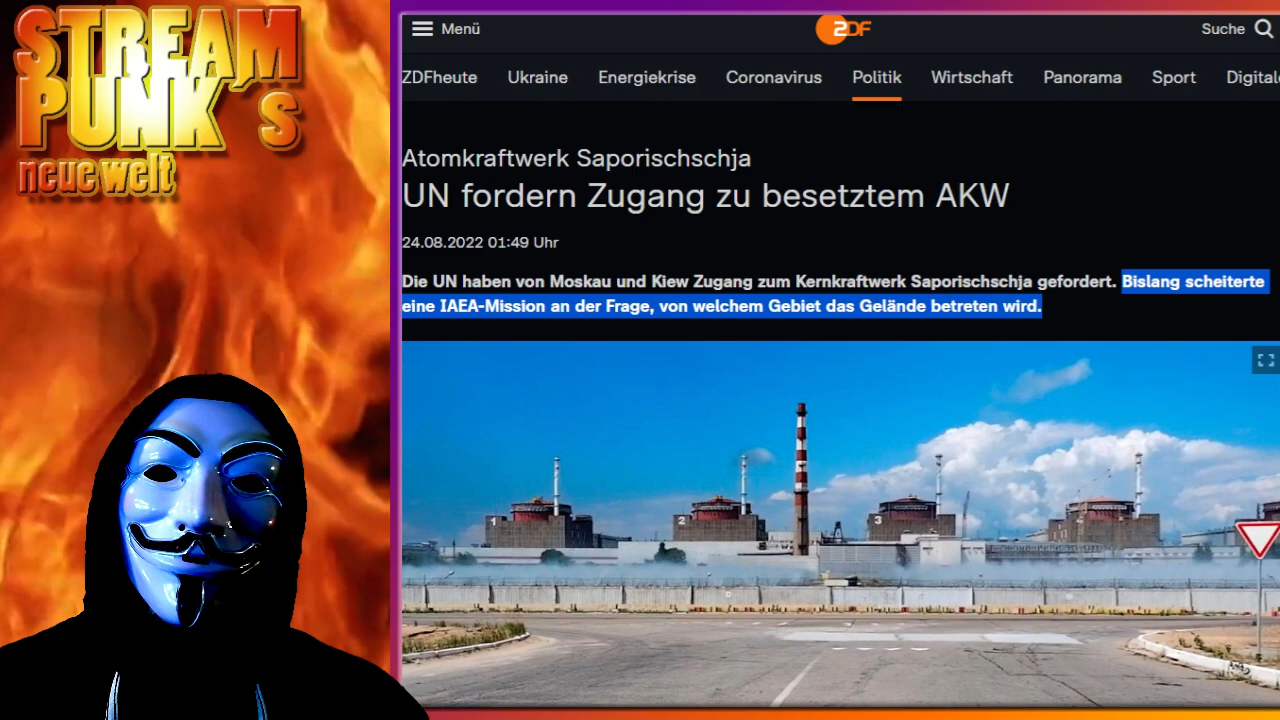 STREAM
PUNK´s
neue welt
Menü
ZDF
Suche
ZDFheute Ukraine Energiekrise Coronavirus Politik Wirtschaft Panorama Sport Digitale
Atomkraftwerk Saporischschja
UN fordern Zugang zu besetztem AKW
24.08.2022 01:49 Uhr
Die UN haben von Moskau und Kiew Zugang zum Kernkraftwerk Saporischschja gefordert. Bislang scheiterte
eine IAEA-Mission an der Frage, von welchem Gebiet das Gelände betreten wird.
1
2
3